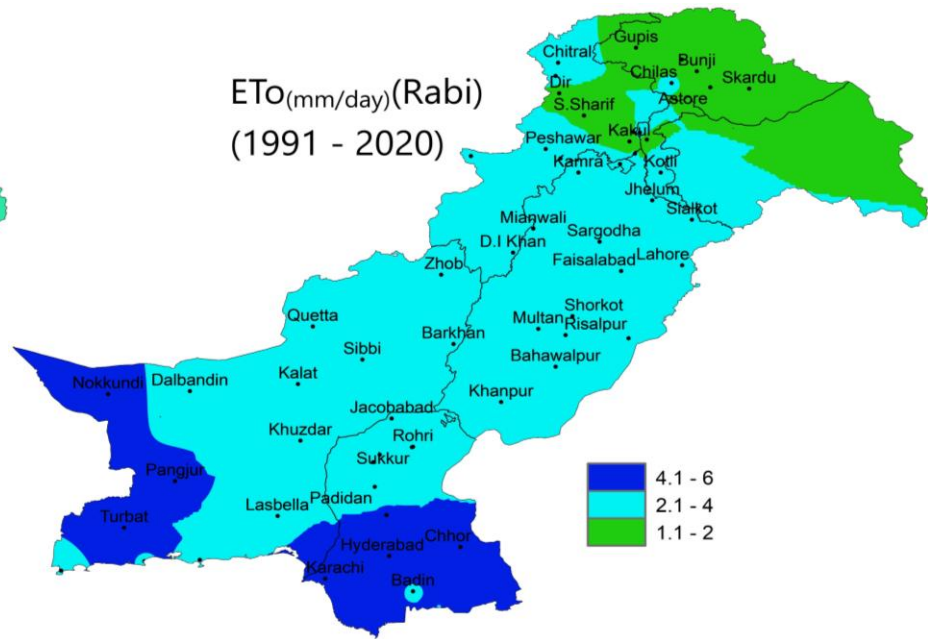 ETo(mm/day)(Rabi)
(1991 - 2020)
Gupis
Chitral
Bunji
Chilas
Skardu
Dir
Astore
S.Sharif
Kakul
Peshawar
Kamra
Kotli
Jhelum
Sialkot
Mianwali
Sargodha
D.I Khan
Lahore
Faisalabad
Zhob
Shorkot
Quetta
Multan
Risalpur
Barkhan
Sibbi
Bahawalpur
Nokkundi
Dalbandin
Kalat
Khanpur
Jacobabad
Khuzdar
Rohri
Sukkur
Pangjur
Padidan
Lasbella
Turbat
Hyderabad
Chhor
Karachi
Badin
4.1 - 6
2.1 - 4
1.1 - 2